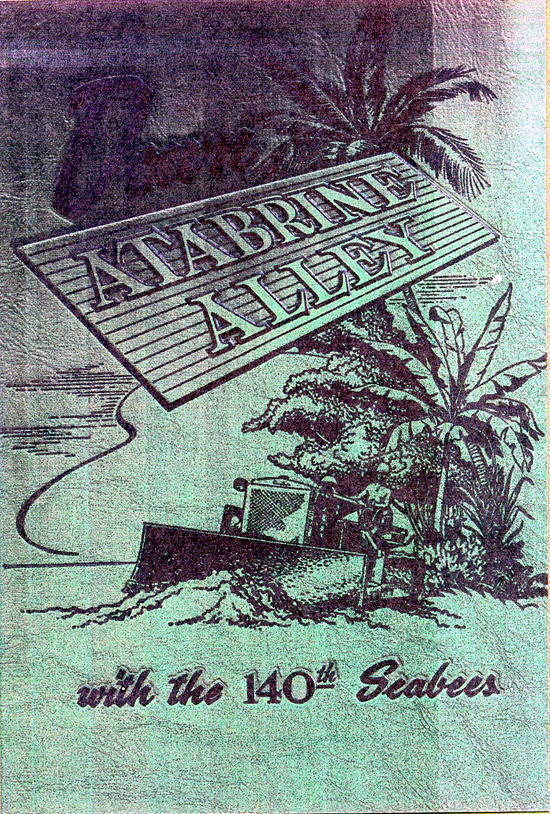 ATABRINE
ALLEY
with the 140th Seabees